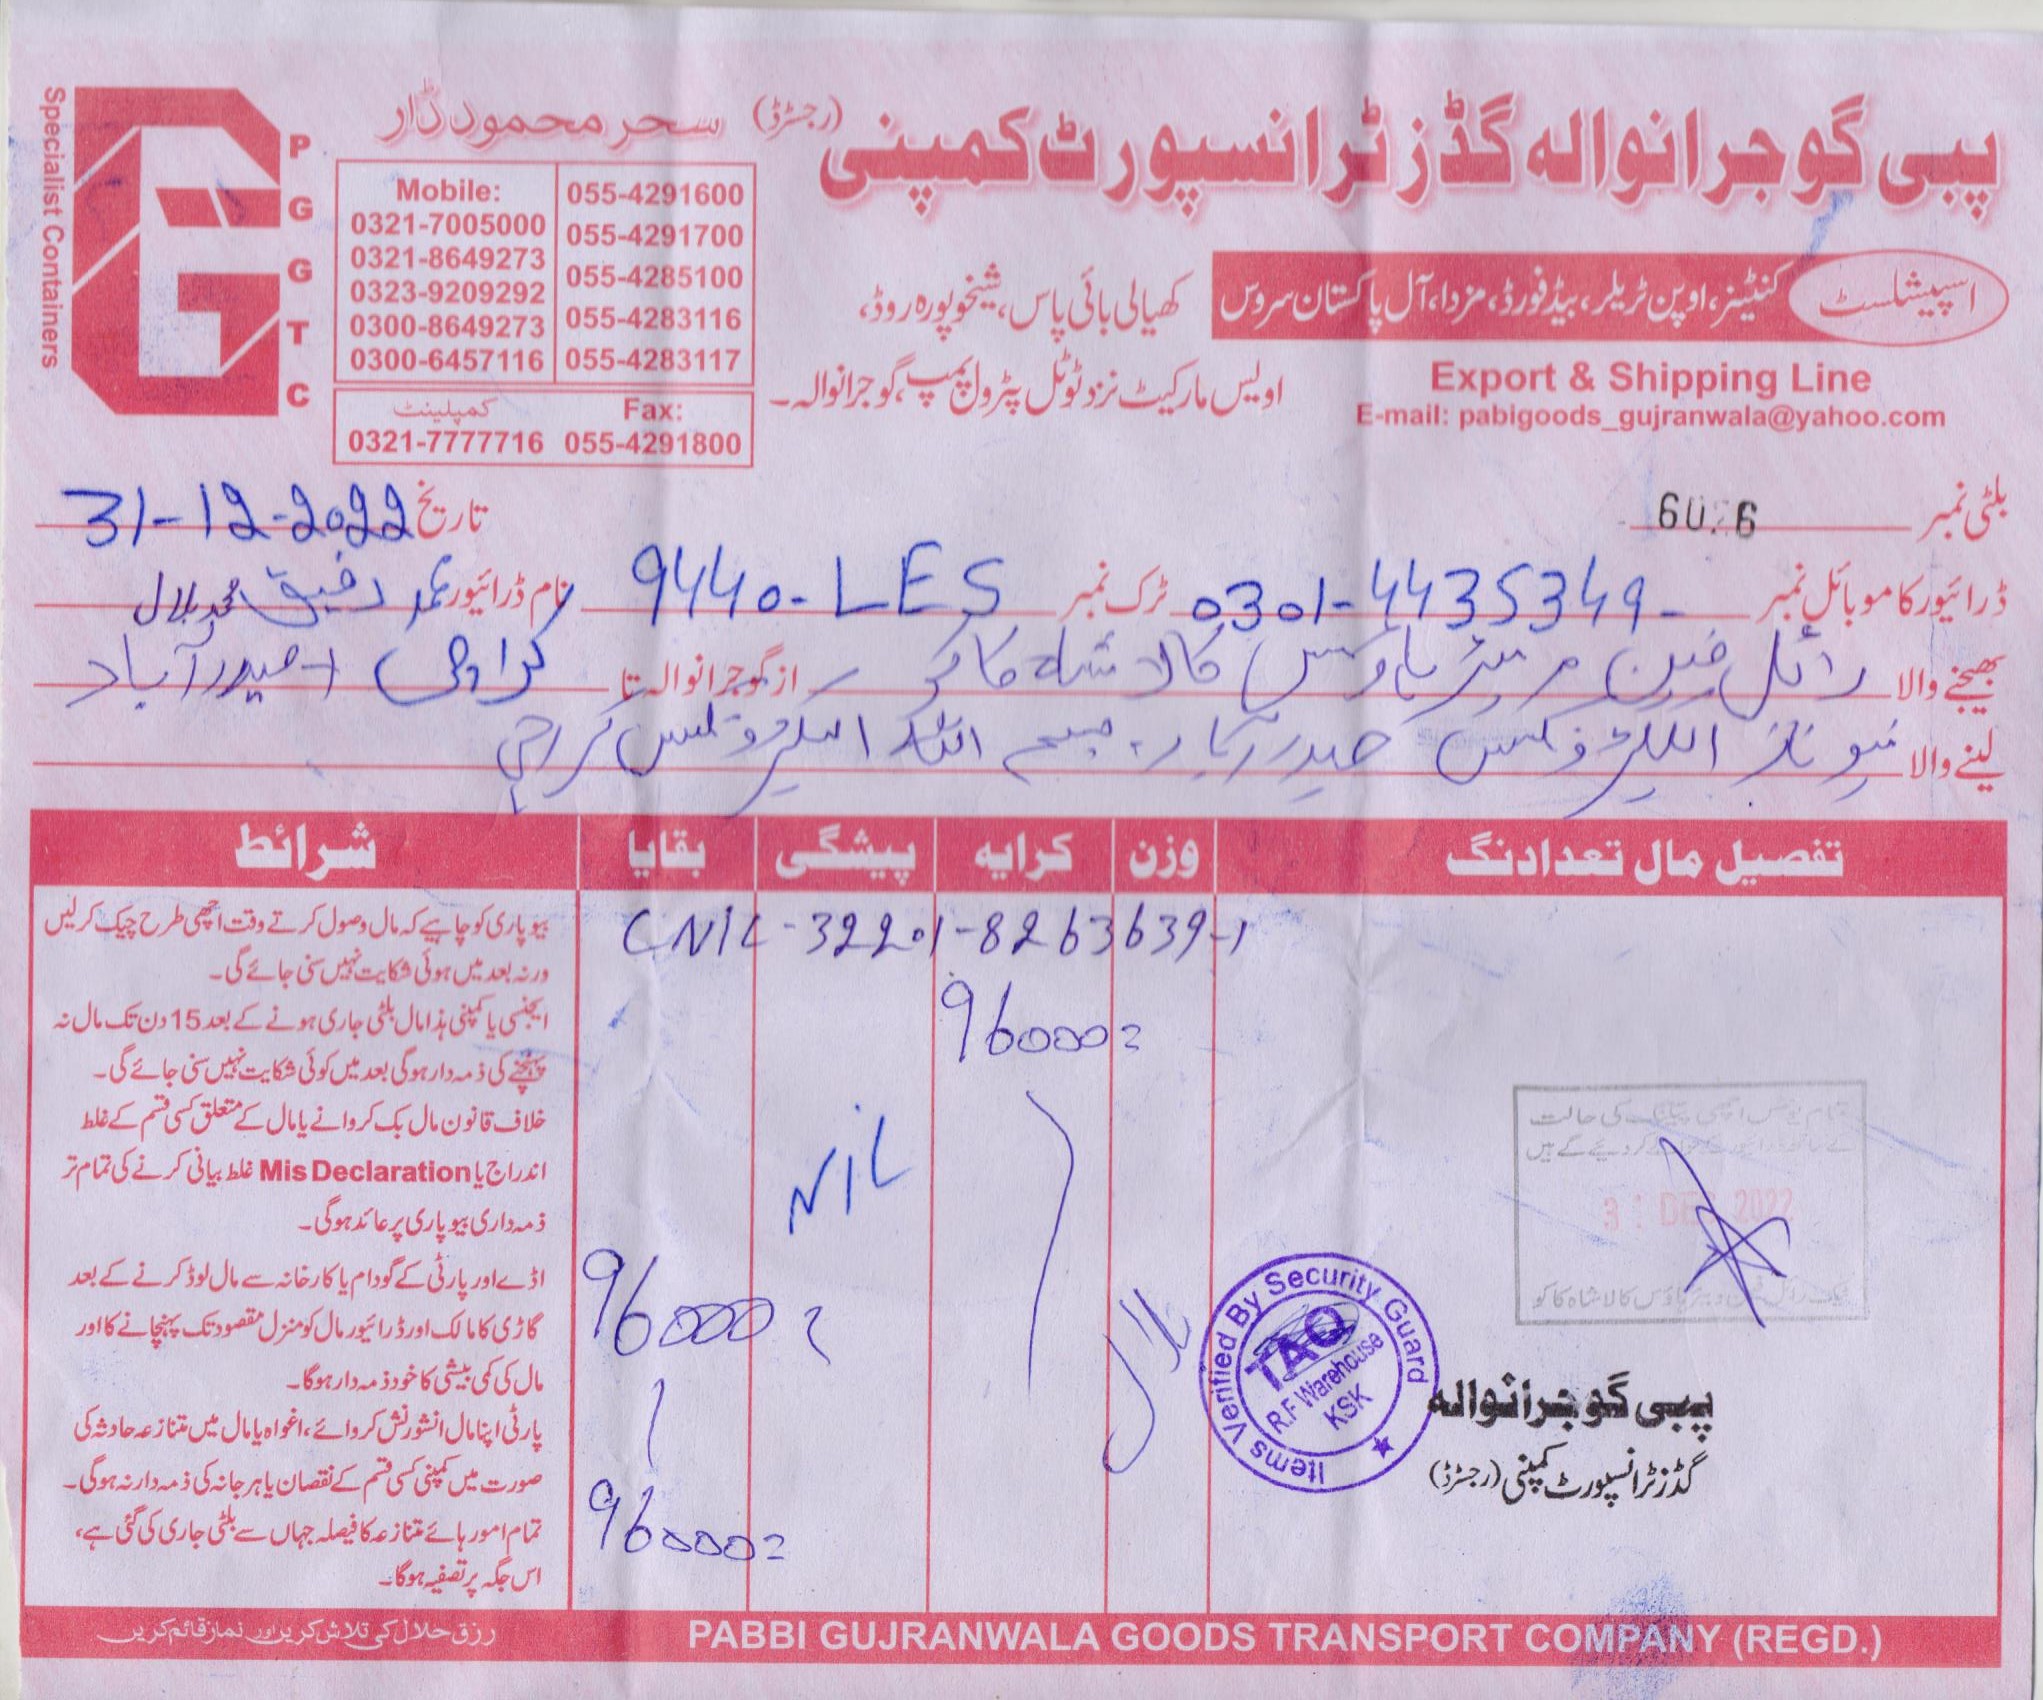 پبی گوجرانوالہ گڈز ٹرانسپورٹ کمپنی (رجسٹرڈ)
سحر محمود ڈار
P G G T C
Specialist Containers
Mobile:
0321-7005000
0321-8649273
0323-9209292
0300-8649273
0300-6457116
055-4291600
055-4291700
055-4285100
055-4283116
055-4283117
کمپلینٹ
0321-7777716
Fax:
055-4291800
اسپیشلسٹ
کنٹینر، اوپن ٹریلر، بیڈفورڈ، مزدا، آل پاکستان سروس
کھیالی بائی پاس، شیخوپورہ روڈ،
اویس مارکیٹ نزد ٹوٹل پٹرول پمپ، گوجرانوالہ۔
Export & Shipping Line
E-mail: pabigoods_gujranwala@yahoo.com
بلٹی نمبر
تاریخ 31-12-2022
ڈرائیور کا موبائل نمبر 0301-4435349 ٹرک نمبر 9440-LES نام ڈرائیور محمد رفیق محمد بلال
بھیجنے والا رائل فین ویئر ہاوس کالا شاہ کاکو از گوجرانوالہ تا کراچی + حیدرآباد
لینے والا الیکٹرونکس حیدرآباد، بسم اللہ الیکٹرونکس کراچی
تفصیل مال تعدادنگ وزن کرایہ پیشگی بقایا شرائط
CNIC-32201-8263639-1
96000=
NIL
96000=
96000=
بلال
بیوپاری کو چاہیے کہ مال وصول کرتے وقت اچھی طرح چیک کرلیں
ورنہ بعد میں ہوئی شکایت نہیں سنی جائے گی۔
ایجنسی یا کمپنی ہذا مال بلٹی جاری ہونے کے بعد 15 دن تک مال نہ
پہنچنے کی ذمہ دار ہوگی بعد میں کوئی شکایت نہیں سنی جائے گی۔
خلاف قانون مال بک کروانے یا مال کے متعلق کسی قسم کے غلط
اندراج یا Mis Declaration غلط بیانی کرنے کی تمام تر
ذمہ داری بیوپاری پر عائد ہوگی۔
اڈے اور پارٹی کے گودام یا کارخانہ سے مال لوڈ کرنے کے بعد
گاڑی کا مالک اور ڈرائیور مال کو منزل مقصود تک پہنچانے کا اور
مال کی کمی بیشی کا خود ذمہ دار ہوگا۔
پارٹی اپنا مال انشورنش کروائے، اغواہ یا مال میں متنازعہ حادثہ کی
صورت میں کمپنی کسی قسم کے نقصان یا ہرجانہ کی ذمہ دار نہ ہوگی۔
تمام امور ہائے متنازعہ کا فیصلہ جہاں سے بلٹی جاری کی گئی ہے،
اس جگہ پر تصفیہ ہوگا۔
تمام یونٹس اچھی پیکنگ کی حالت
31 DEC 2022
Items Verified By Security Guard
TAQ
R.F Warehouse
KSK
پبی گوجرانوالہ
گڈز ٹرانسپورٹ کمپنی (رجسٹرڈ)
رزق حلال کی تلاش کریں اور نماز قائم کریں
PABBI GUJRANWALA GOODS TRANSPORT COMPANY (REGD.)